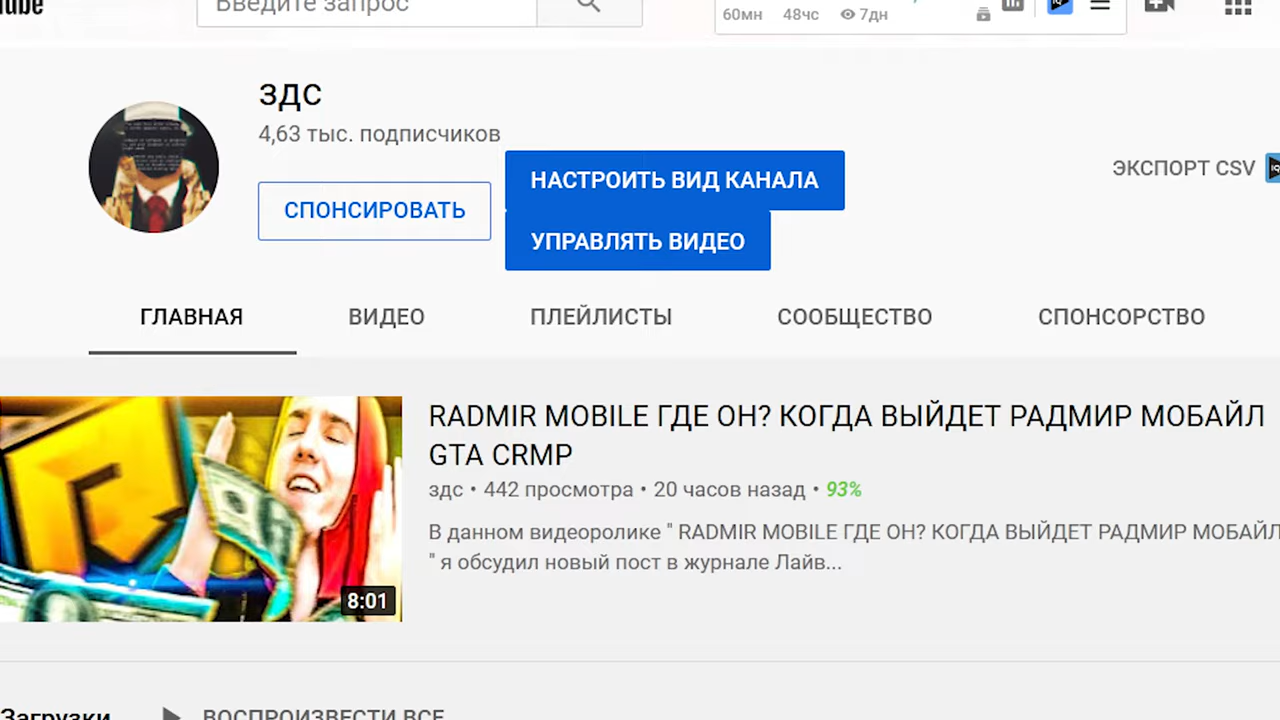 ube
Введите запрос
60мн 48чс 7дн
здс
4,63 тыс. подписчиков
СПОНСИРОВАТЬ
НАСТРОИТЬ ВИД КАНАЛА
УПРАВЛЯТЬ ВИДЕО
ЭКСПОРТ CSV
ГЛАВНАЯ ВИДЕО ПЛЕЙЛИСТЫ СООБЩЕСТВО СПОНСОРСТВО
RADMIR MOBILE ГДЕ ОН? КОГДА ВЫЙДЕТ РАДМИР МОБАЙЛ
GTA CRMP
здс • 442 просмотра • 20 часов назад • 93%
В данном видеоролике " RADMIR MOBILE ГДЕ ОН? КОГДА ВЫЙДЕТ РАДМИР МОБАЙЛ
" я обсудил новый пост в журнале Лайв...
8:01
Загрузки ВОСПРОИЗВЕСТИ ВСЕ